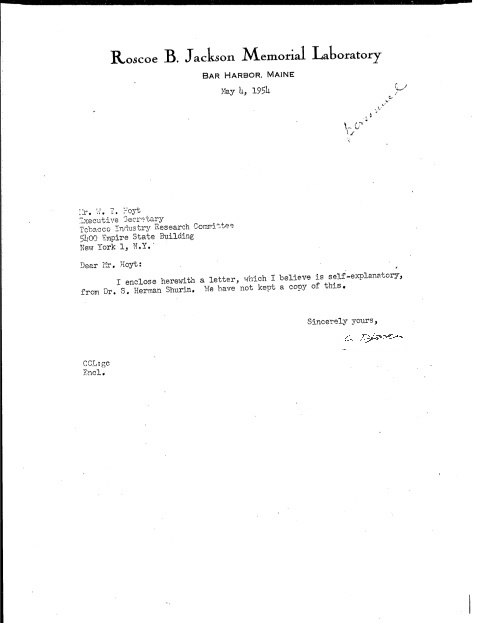 Roscoe B. Jackson Memorial Laboratory
Bar Harbor, Maine
May 4, 1954
Personnel
Mr. W. T. Hoyt
Executive Secretary
Tobacco Industry Research Committee
5400 Empire State Building
New York 1, N.Y.
Dear Mr. Hoyt:
I enclose herewith a letter, which I believe is self-explanatory,
from Dr. S. Herman Shurin. We have not kept a copy of this.
Sincerely yours,
CCL:gc
Encl.